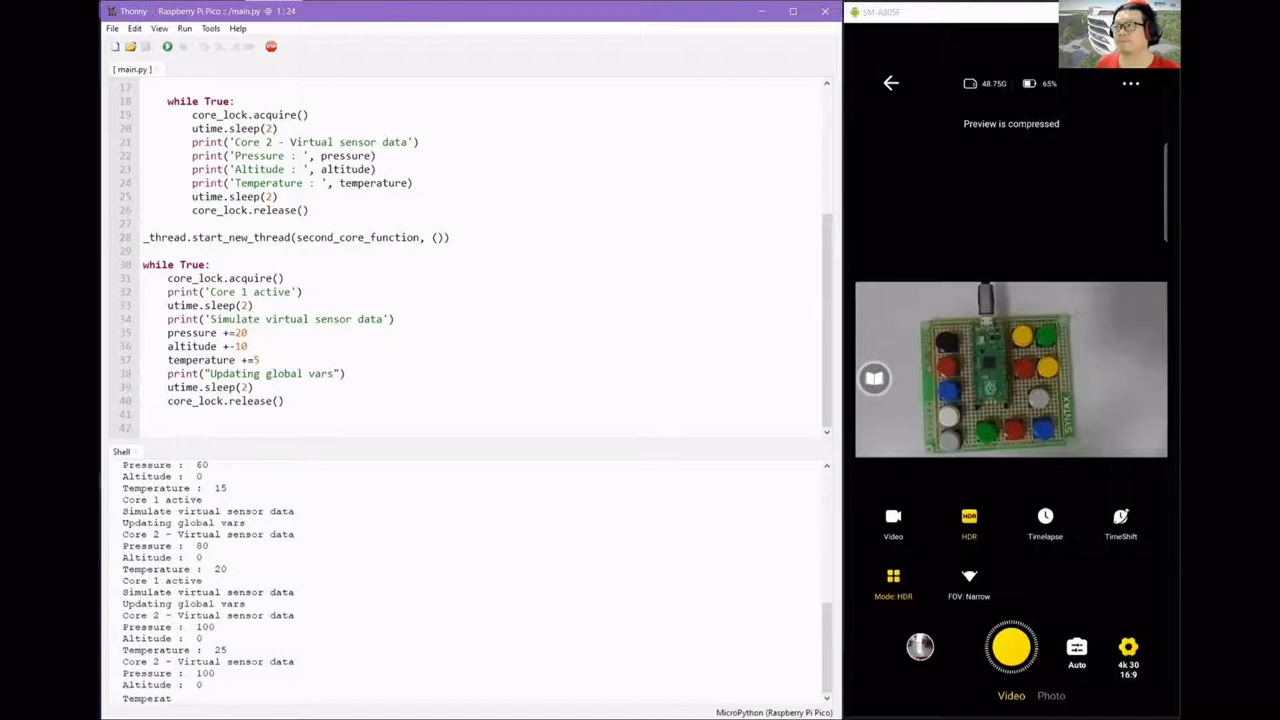 Thonny - Raspberry Pi Pico :: /main.py @ 1 : 24
File Edit View Run Tools Help
[ main.py ]
17
18 while True:
19 core_lock.acquire()
20 utime.sleep(2)
21 print('Core 2 - Virtual sensor data')
22 print('Pressure : ', pressure)
23 print('Altitude : ', altitude)
24 print('Temperature : ', temperature)
25 utime.sleep(2)
26 core_lock.release()
27
28 _thread.start_new_thread(second_core_function, ())
29
30 while True:
31 core_lock.acquire()
32 print('Core 1 active')
33 utime.sleep(2)
34 print('Simulate virtual sensor data')
35 pressure +=20
36 altitude +-10
37 temperature +=5
38 print("Updating global vars")
39 utime.sleep(2)
40 core_lock.release()
41
42
Shell
Pressure : 60
Altitude : 0
Temperature : 15
Core 1 active
Simulate virtual sensor data
Updating global vars
Core 2 - Virtual sensor data
Pressure : 80
Altitude : 0
Temperature : 20
Core 1 active
Simulate virtual sensor data
Updating global vars
Core 2 - Virtual sensor data
Pressure : 100
Altitude : 0
Temperature : 25
Core 2 - Virtual sensor data
Pressure : 100
Altitude : 0
Temperat
MicroPython (Raspberry Pi Pico)
SM-A805F
48.75G 65%
Preview is compressed
SYNTAX
Video HDR Timelapse TimeShift
HDR
Mode: HDR FOV: Narrow
Auto 4k 30
16:9
Video Photo